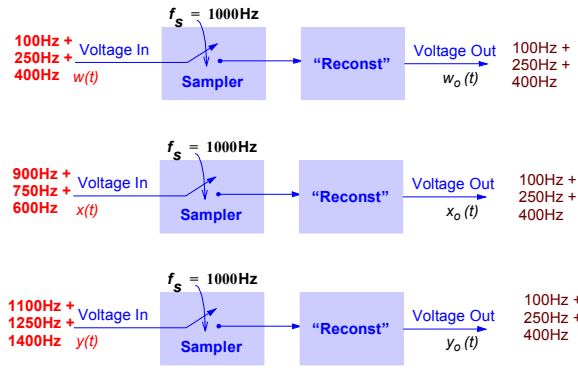 fs = 1000Hz
100Hz +
250Hz +
400Hz w(t)
Voltage In
Sampler
“Reconst”
Voltage Out
wo (t)
100Hz +
250Hz +
400Hz
fs = 1000Hz
900Hz +
750Hz +
600Hz x(t)
Voltage In
Sampler
“Reconst”
Voltage Out
xo (t)
100Hz +
250Hz +
400Hz
fs = 1000Hz
1100Hz +
1250Hz +
1400Hz y(t)
Voltage In
Sampler
“Reconst”
Voltage Out
yo (t)
100Hz +
250Hz +
400Hz